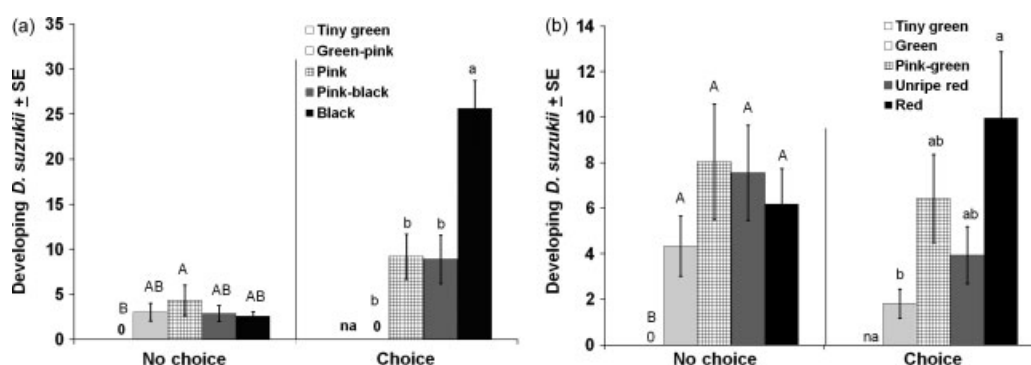 (a)
Developing D. suzukii ± SE
35
30
25
20
15
10
5
0
Tiny green
Green-pink
Pink
Pink-black
Black
B
0
AB
A
AB
AB
na
b
0
b
b
a
No choice
Choice
(b)
Developing D. suzukii ± SE
14
12
10
8
6
4
2
0
Tiny green
Green
Pink-green
Unripe red
Red
B
0
A
A
A
A
na
b
ab
ab
a
No choice
Choice